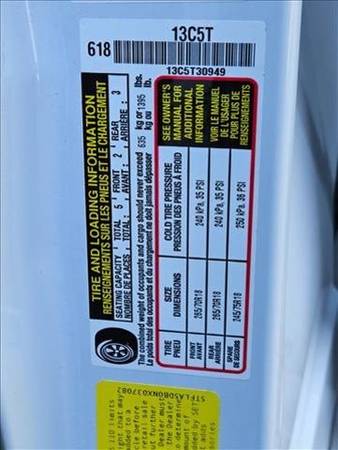 13C5T
618
13C5T30949
TIRE AND LOADING INFORMATION
RENSEIGNEMENTS SUR LES PNEUS ET LE CHARGEMENT
SEATING CAPACITY TOTAL : 5 FRONT : 2 REAR : 3
NOMBRE DE PLACES TOTAL : 5 AVANT : 2 ARRIÈRE : 3
The combined weight of occupants and cargo should never exceed 635 kg or 1395 lbs.
Le poids total des occupants et du chargement ne doit jamais dépasser 635 kg ou 1395 lb.
TIRE SIZE COLD TIRE PRESSURE
PNEU DIMENSIONS PRESSION DES PNEUS À FROID
FRONT AVANT 265/70R18 240 kPa, 35 PSI
REAR ARRIÈRE 265/70R18 240 kPa, 35 PSI
SPARE DE SECOURS 245/75R18 250 kPa, 36 PSI
SEE OWNER'S
MANUAL FOR
ADDITIONAL
INFORMATION
VOIR LE MANUEL
DE L'USAGER
POUR PLUS DE
RENSEIGNEMENTS
5TFLA5DB0NX037082